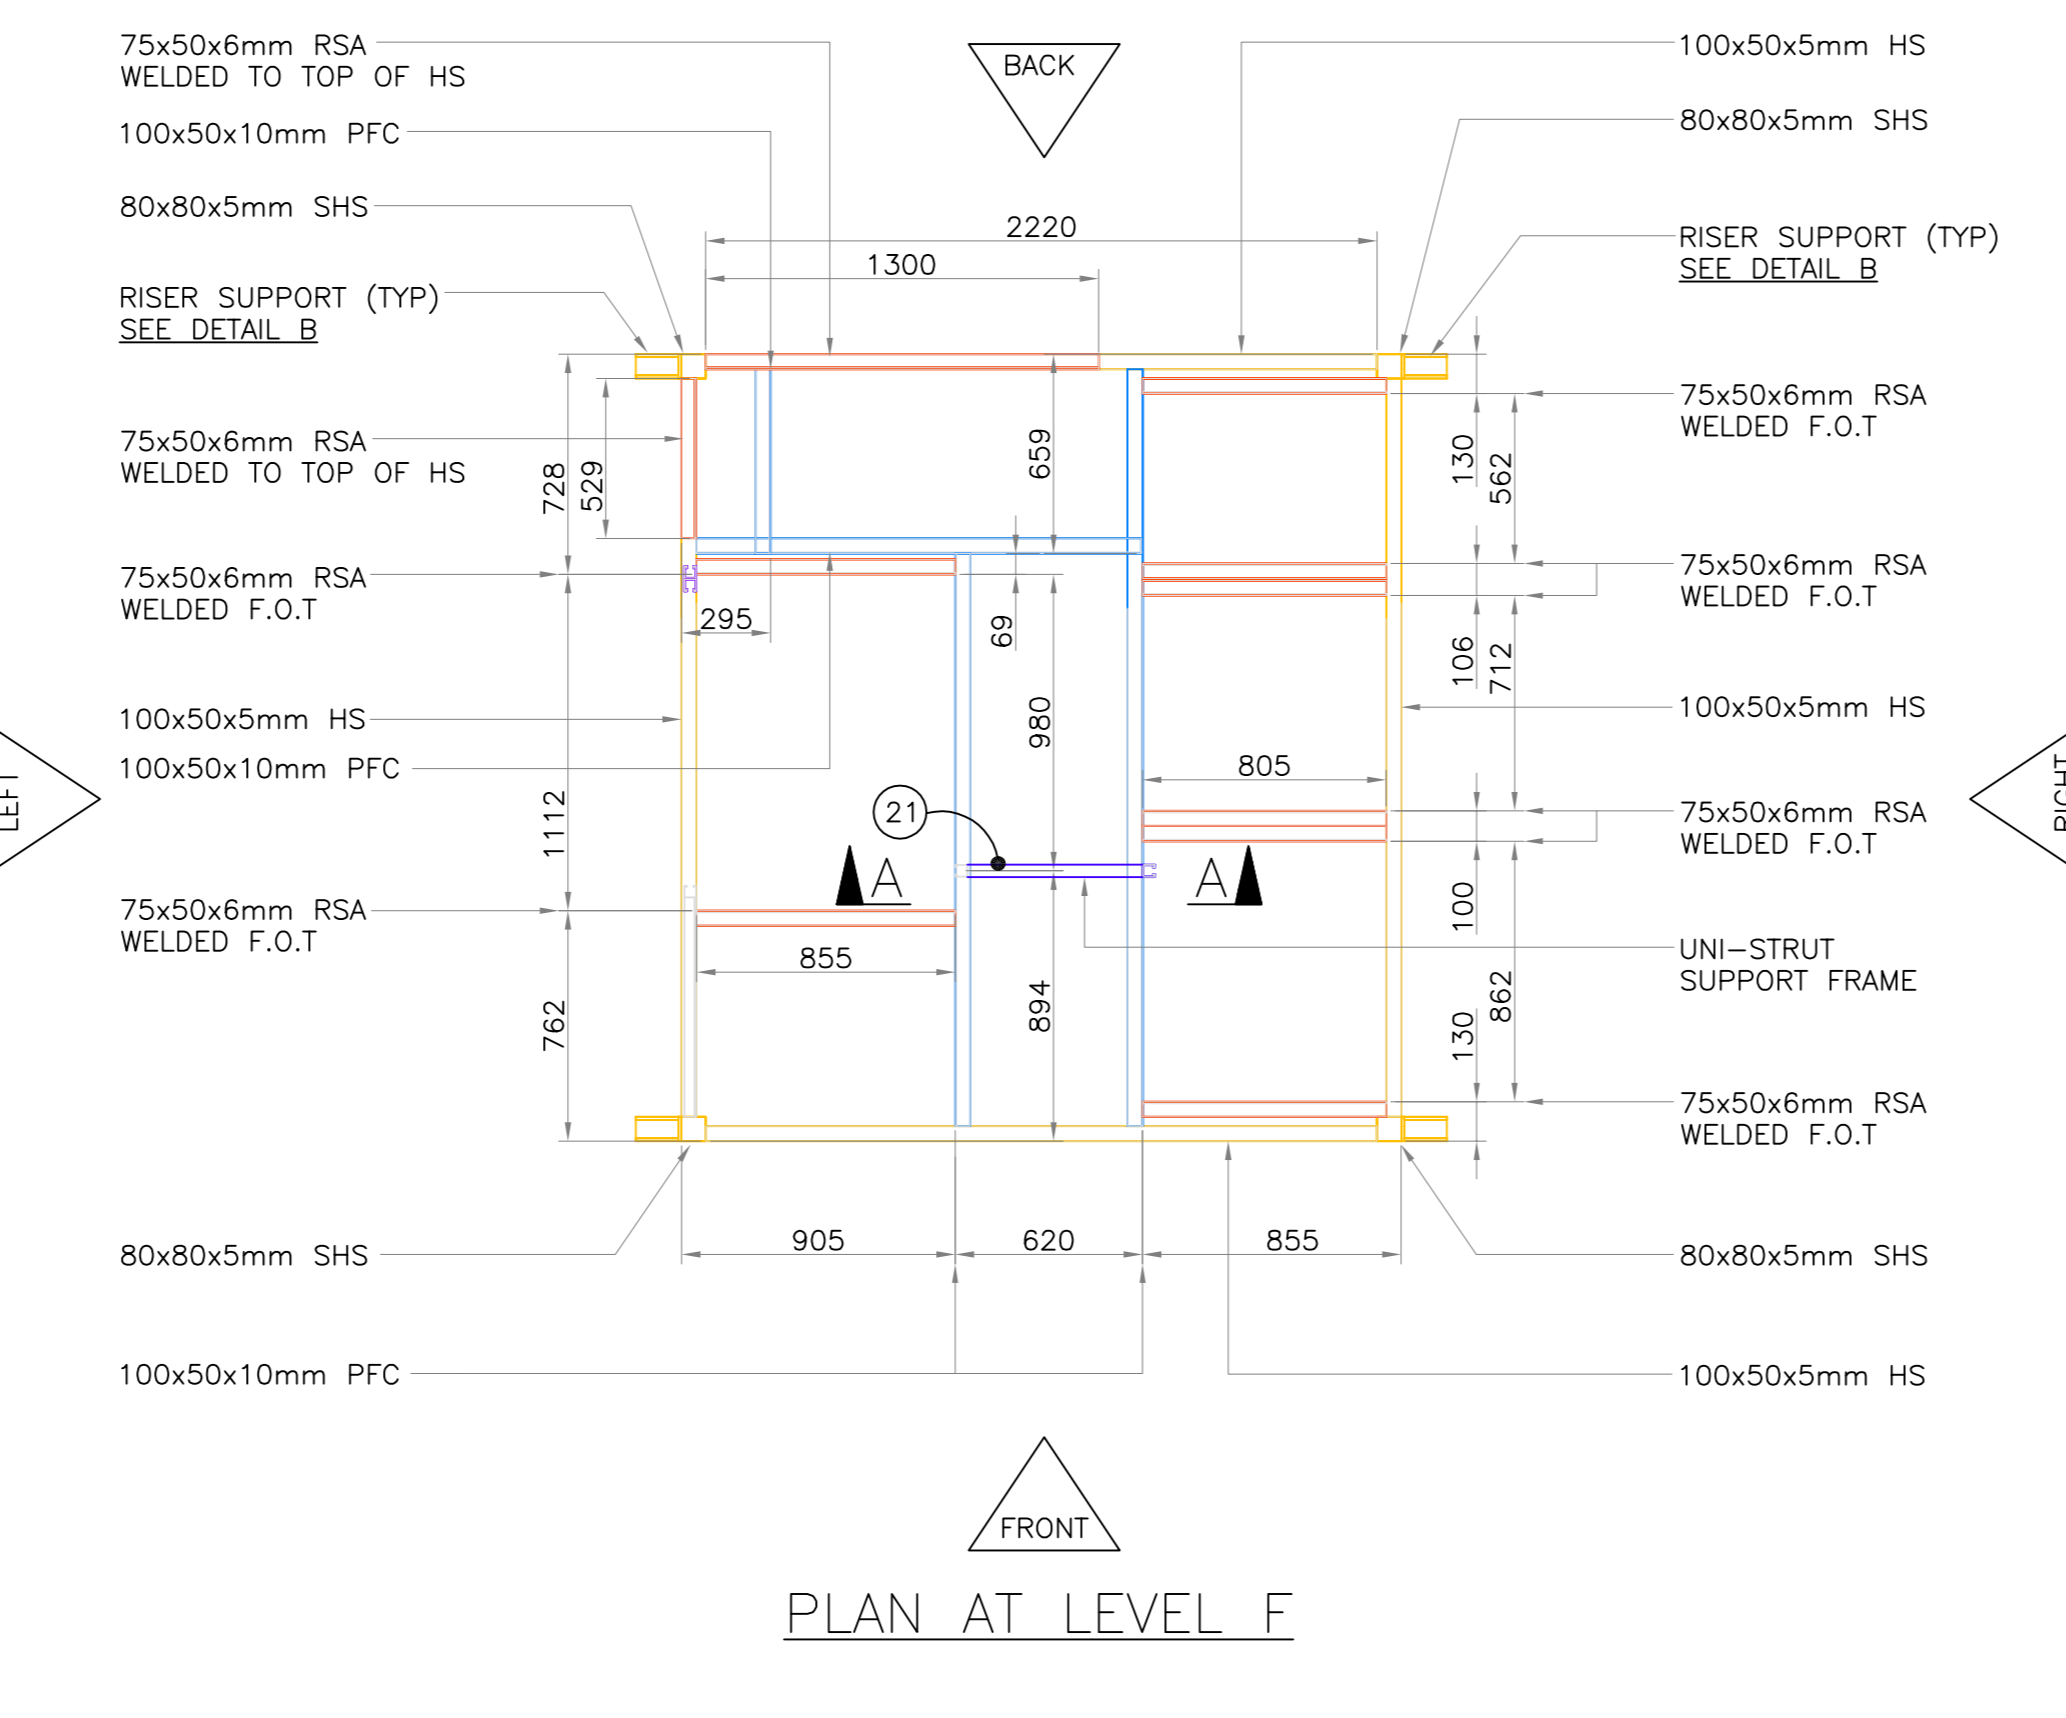 75x50x6mm RSA
WELDED TO TOP OF HS
100x50x10mm PFC
80x80x5mm SHS
RISER SUPPORT (TYP)
SEE DETAIL B
75x50x6mm RSA
WELDED TO TOP OF HS
75x50x6mm RSA
WELDED F.O.T
100x50x5mm HS
100x50x10mm PFC
75x50x6mm RSA
WELDED F.O.T
80x80x5mm SHS
100x50x10mm PFC
LEFT
BACK
2220
1300
728
529
659
295
69
980
1112
21
A
A
805
855
762
894
905
620
855
130
562
106
712
100
862
130
100x50x5mm HS
80x80x5mm SHS
RISER SUPPORT (TYP)
SEE DETAIL B
75x50x6mm RSA
WELDED F.O.T
75x50x6mm RSA
WELDED F.O.T
100x50x5mm HS
75x50x6mm RSA
WELDED F.O.T
UNI-STRUT
SUPPORT FRAME
75x50x6mm RSA
WELDED F.O.T
80x80x5mm SHS
100x50x5mm HS
RIGHT
FRONT
PLAN AT LEVEL F